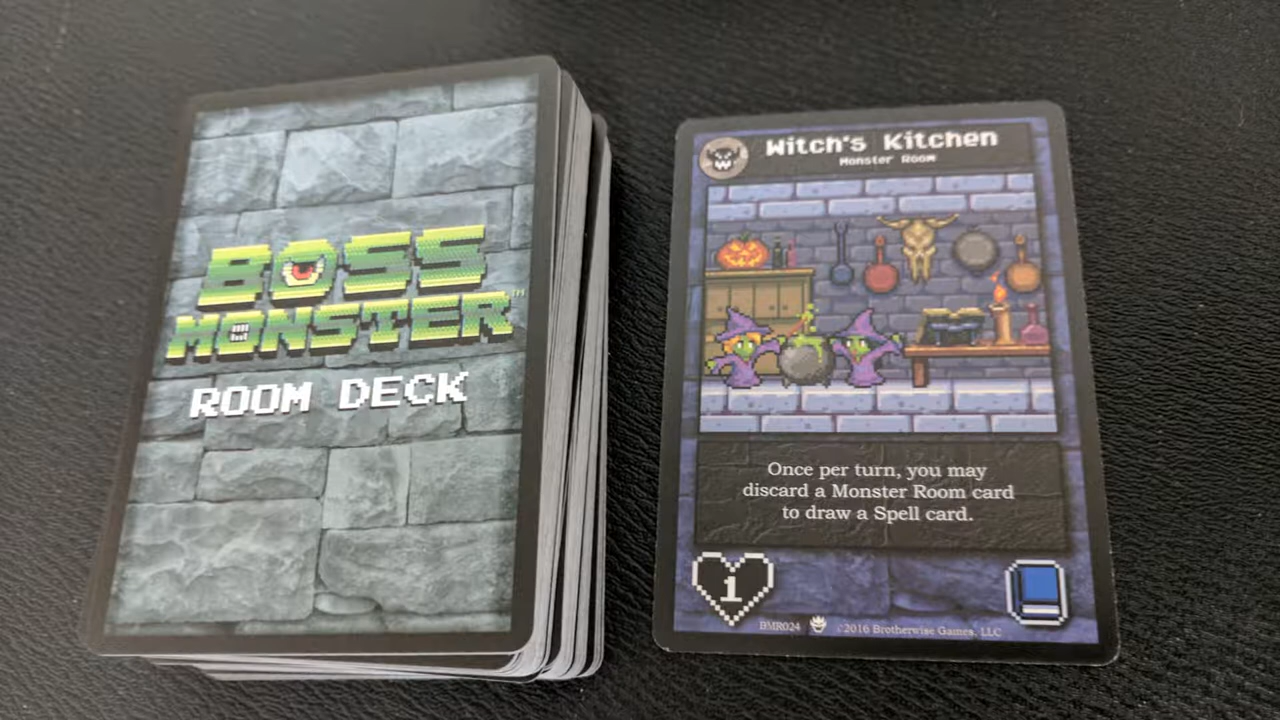 BOSS
MONSTER™
ROOM DECK
Witch's Kitchen
Monster Room
Once per turn, you may
discard a Monster Room card
to draw a Spell card.
1
BMR024 ©2016 Brotherwise Games, LLC